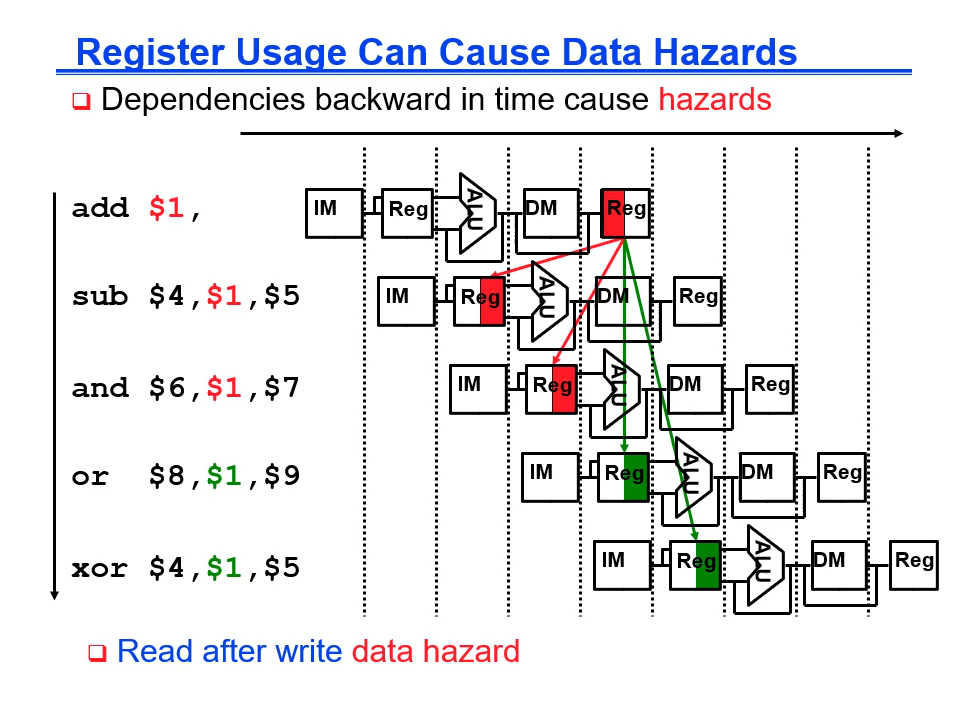 Register Usage Can Cause Data Hazards
Dependencies backward in time cause hazards
add $1,
IM Reg ALU DM Reg
sub $4,$1,$5
IM Reg ALU DM Reg
and $6,$1,$7
IM Reg ALU DM Reg
or $8,$1,$9
IM Reg ALU DM Reg
xor $4,$1,$5
IM Reg ALU DM Reg
Read after write data hazard